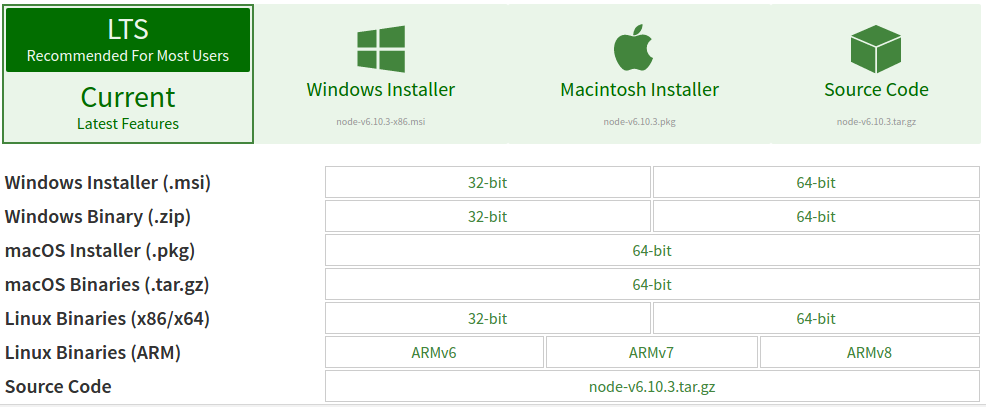 LTS
Recommended For Most Users
Current
Latest Features
Windows Installer
node-v6.10.3-x86.msi
Macintosh Installer
node-v6.10.3.pkg
Source Code
node-v6.10.3.tar.gz
Windows Installer (.msi) 32-bit 64-bit
Windows Binary (.zip) 32-bit 64-bit
macOS Installer (.pkg) 64-bit
macOS Binaries (.tar.gz) 64-bit
Linux Binaries (x86/x64) 32-bit 64-bit
Linux Binaries (ARM) ARMv6 ARMv7 ARMv8
Source Code node-v6.10.3.tar.gz